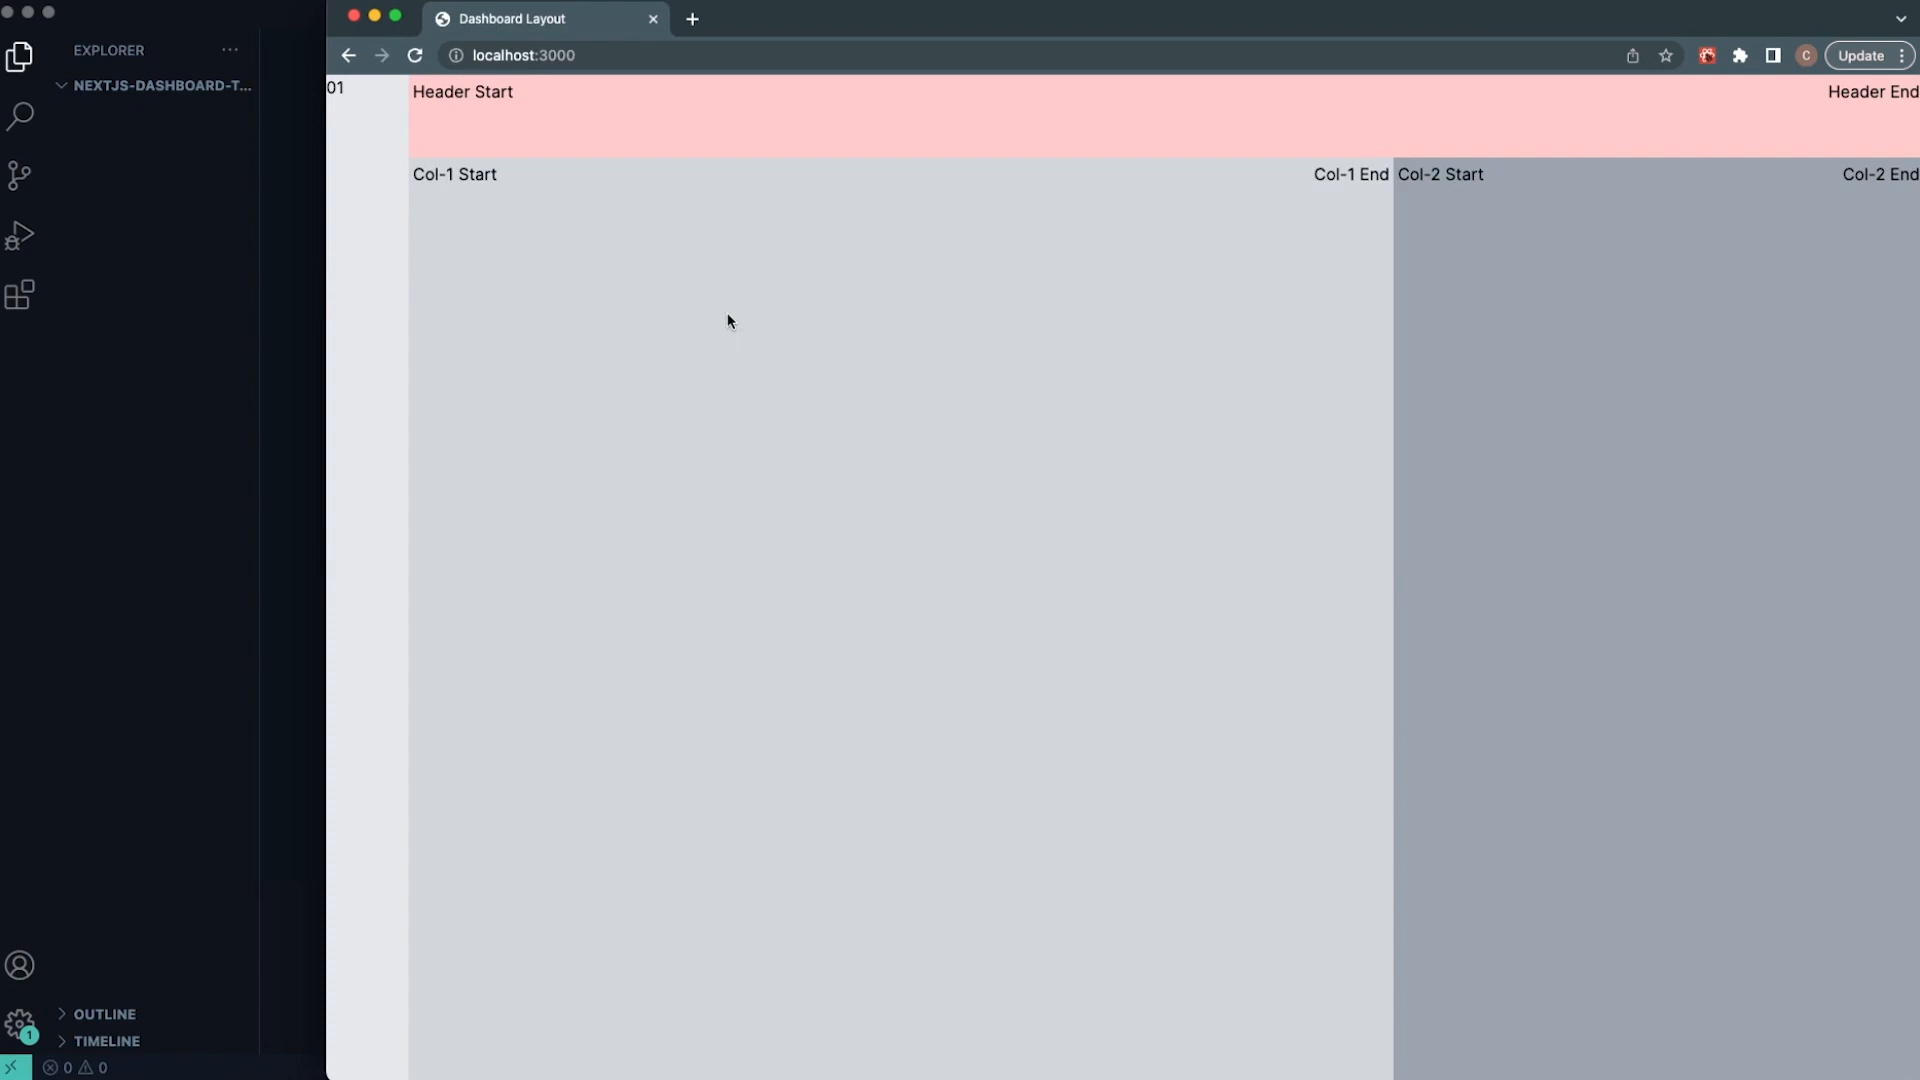 EXPLORER
NEXTJS-DASHBOARD-T...
OUTLINE
TIMELINE
1
0 0
Dashboard Layout
localhost:3000
C
Update
01
Header Start Header End
Col-1 Start Col-1 End Col-2 Start Col-2 End